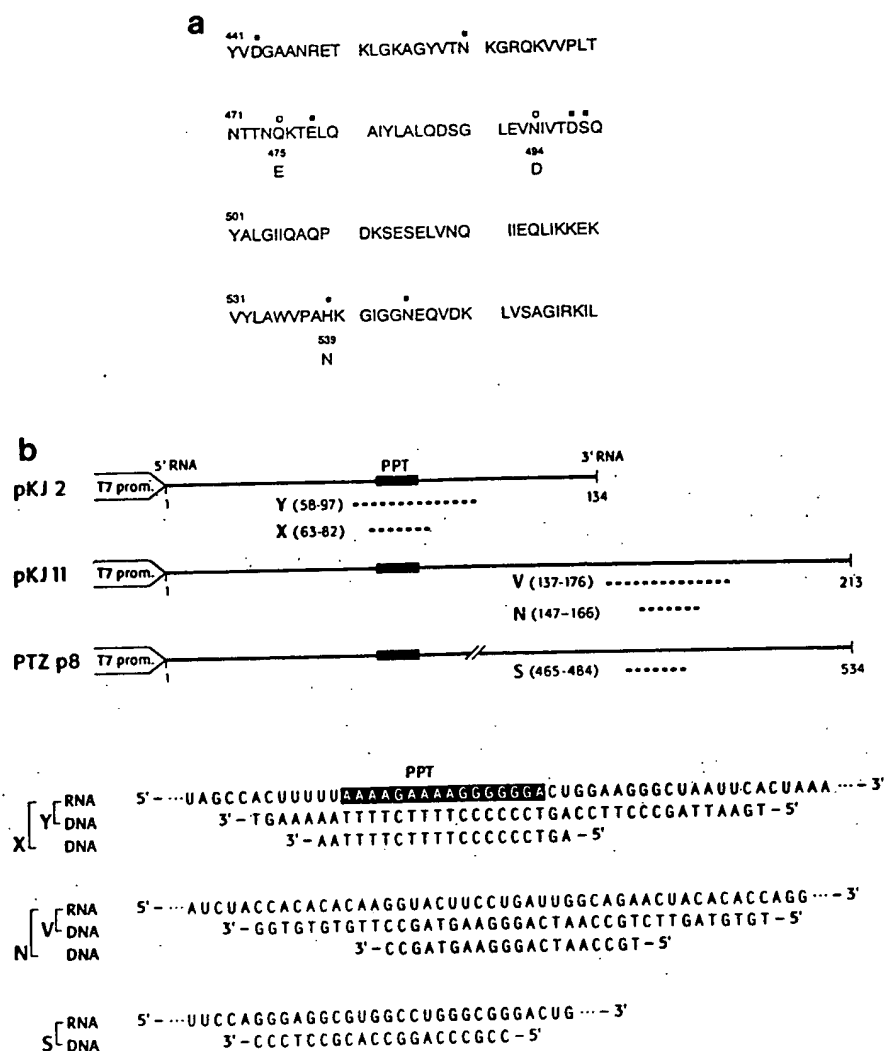 a
441
YVDGAANRET KLGKAGYVTN KGRQKVVPLT
471
NTTNQKTELQ AIYLALQDSG LEVNIVTDSQ
475 494
E D
501
YALGIIQAQP DKSESELVNQ IIEQLIKKEK
531
VYLAWVPAHK GIGGNEQVDK LVSAGIRKIL
539
N
b
5' RNA PPT 3' RNA
pKJ 2 T7 prom.
1 134
Y (58-97)
X (63-82)
pKJ 11 T7 prom.
1 213
V (137-176)
N (147-166)
PTZ p8 T7 prom.
1 534
S (465-484)
PPT
RNA 5'-···UAGCCACUUUUUAAAAGAAAAGGGGGGACUGGAAGGGCUAAUUCACUAAA···-3'
X Y DNA 3'-TGAAAAATTTTCTTTTCCCCCCTGACCTTCCCGATTAAGT-5'
DNA 3'-AATTTTCTTTTCCCCCCTGA-5'
RNA 5'-···AUCUACCACACACAAGGUACUUCCUGAUUGGCAGAACUACACACCAGG···-3'
N V DNA 3'-GGTGTGTGTTCCGATGAAGGGACTAACCGTCTTGATGTGT-5'
DNA 3'-CCGATGAAGGGACTAACCGT-5'
RNA 5'-···UUCCAGGGAGGCGUGGCCUGGGCGGGACUG···-3'
S DNA 3'-CCCTCCGCACCGGACCCGCC-5'